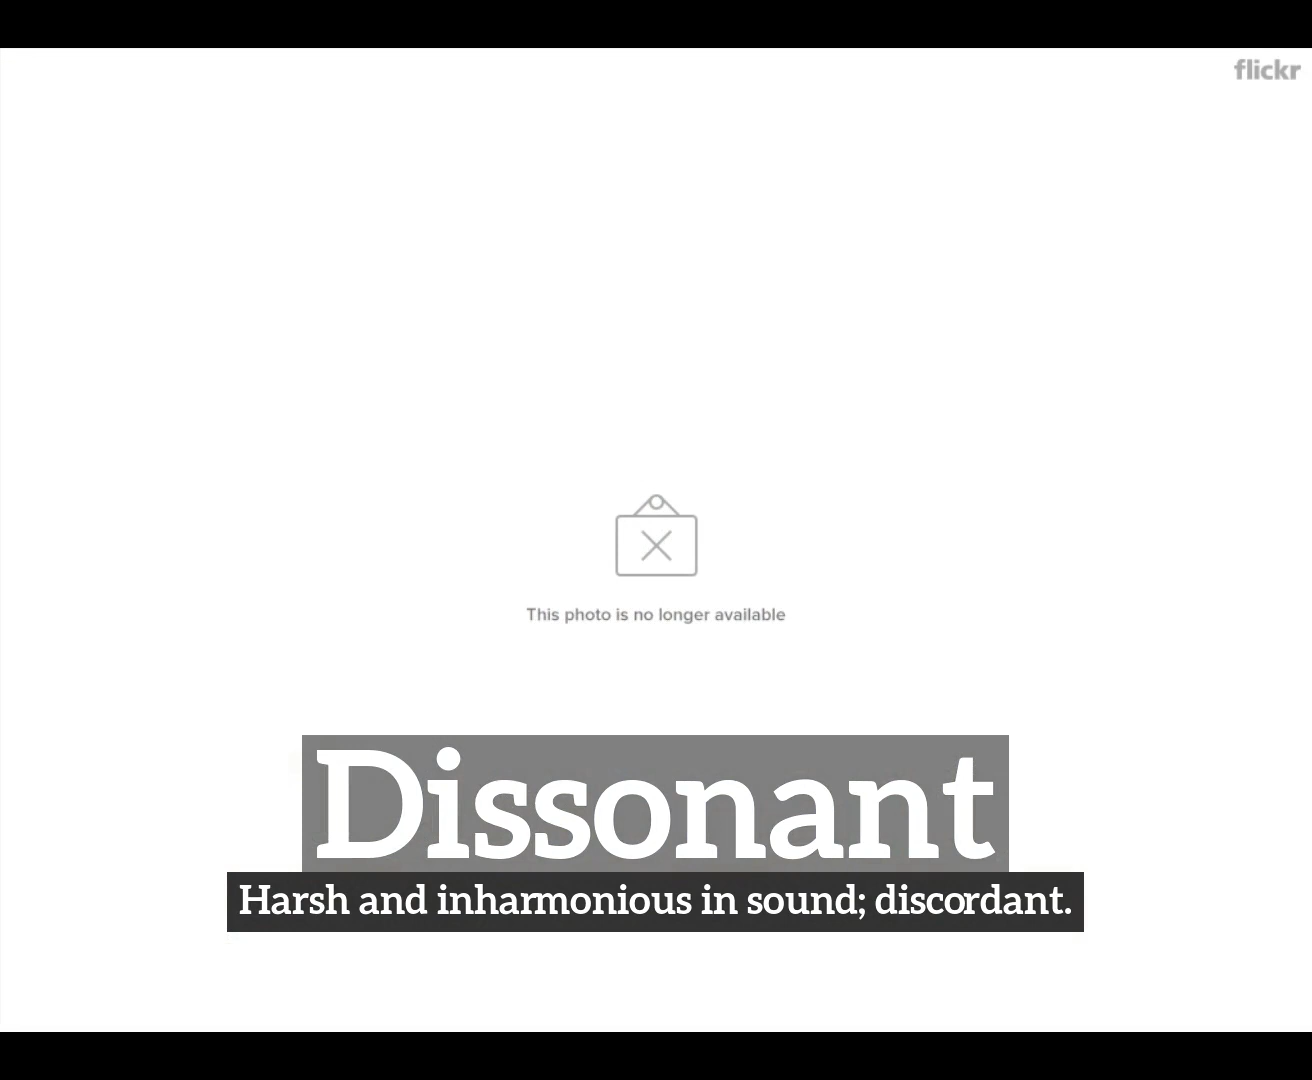 flickr
This photo is no longer available
Dissonant
Harsh and inharmonious in sound; discordant.